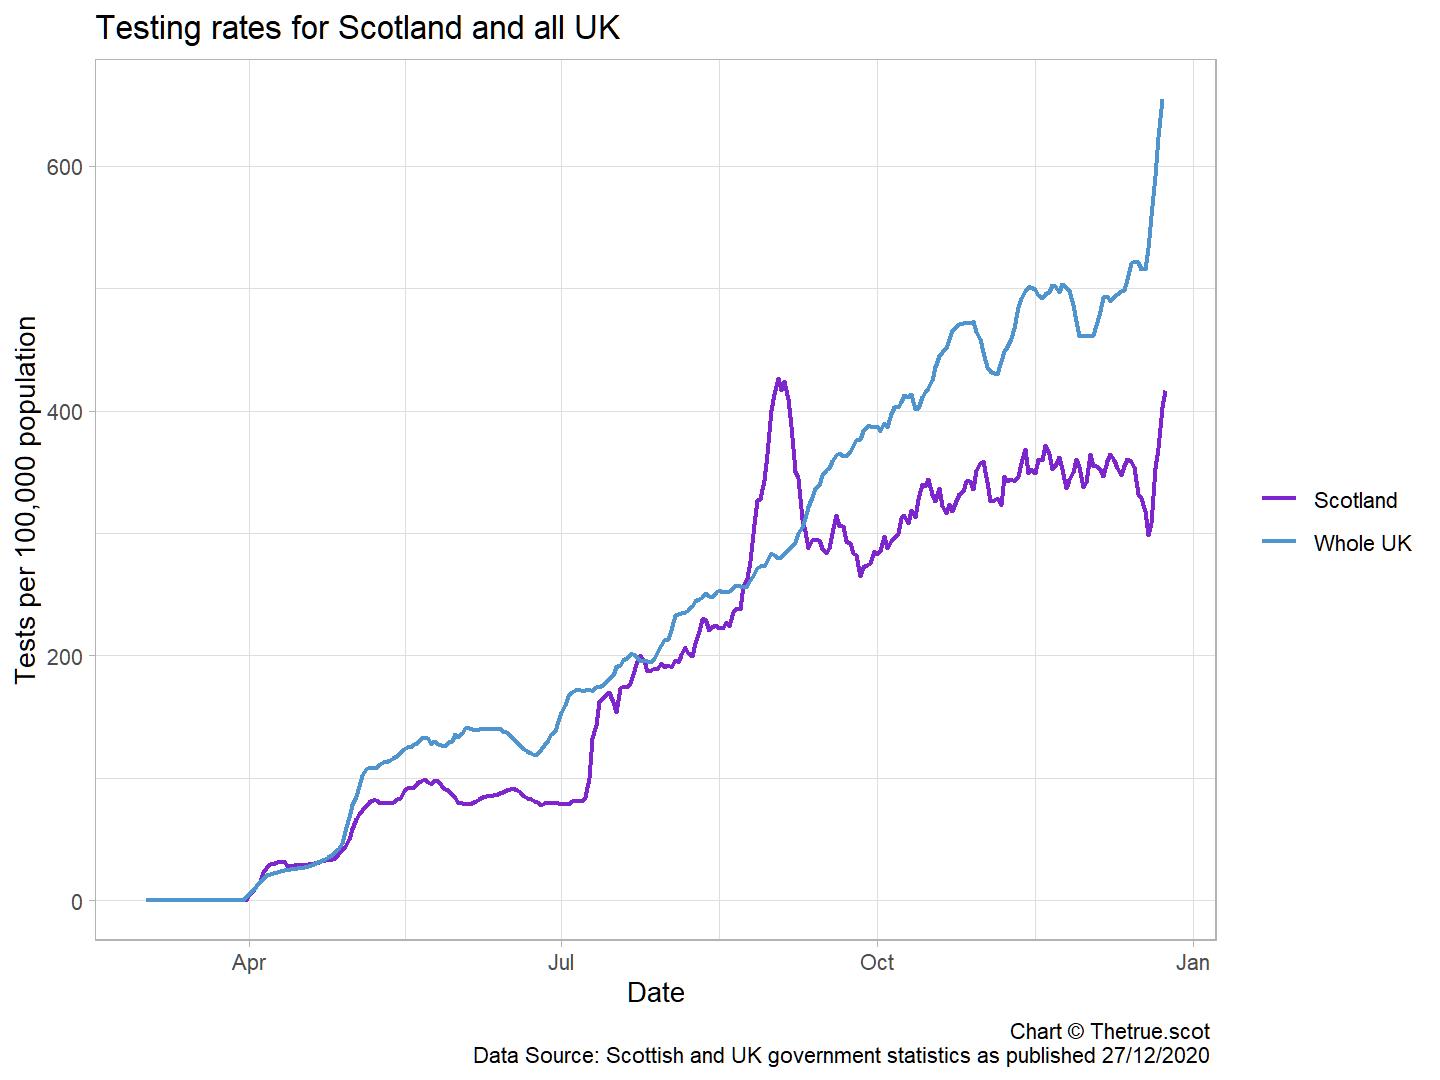 Testing rates for Scotland and all UK
Tests per 100,000 population
600
400
200
0
Apr
Jul
Oct
Jan
Date
Scotland
Whole UK
Chart © Thetrue.scot
Data Source: Scottish and UK government statistics as published 27/12/2020